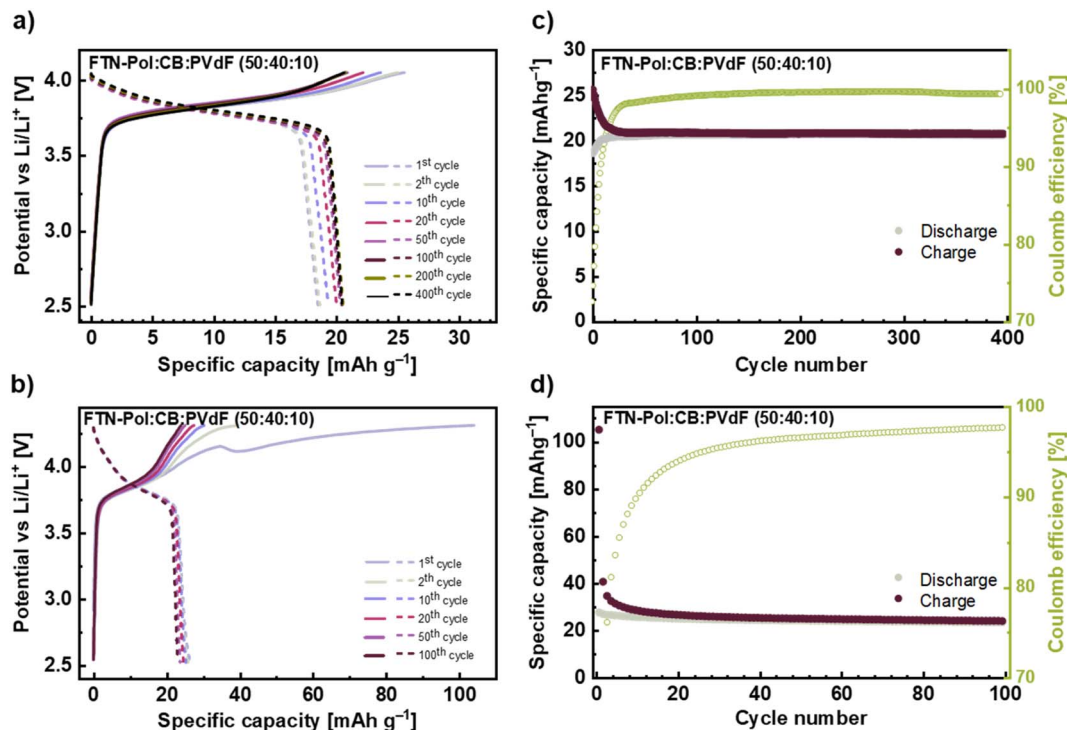 a)
FTN-Pol:CB:PVdF (50:40:10)
Potential vs Li/Li⁺ [V]
4.0
3.5
3.0
2.5
1st cycle
2th cycle
10th cycle
20th cycle
50th cycle
100th cycle
200th cycle
400th cycle
0 5 10 15 20 25 30
Specific capacity [mAh g⁻¹]
c)
FTN-Pol:CB:PVdF (50:40:10)
Specific capacity [mAhg⁻¹]
30
25
20
15
10
5
0
Discharge
Charge
100
90
80
70
Coulomb efficiency [%]
0 100 200 300 400
Cycle number
b)
FTN-Pol:CB:PVdF (50:40:10)
Potential vs Li/Li⁺ [V]
4.0
3.5
3.0
2.5
1st cycle
2th cycle
10th cycle
20th cycle
50th cycle
100th cycle
0 20 40 60 80 100
Specific capacity [mAh g⁻¹]
d)
FTN-Pol:CB:PVdF (50:40:10)
Specific capacity [mAhg⁻¹]
100
80
60
40
20
0
Discharge
Charge
100
90
80
70
Coulomb efficiency [%]
0 20 40 60 80 100
Cycle number